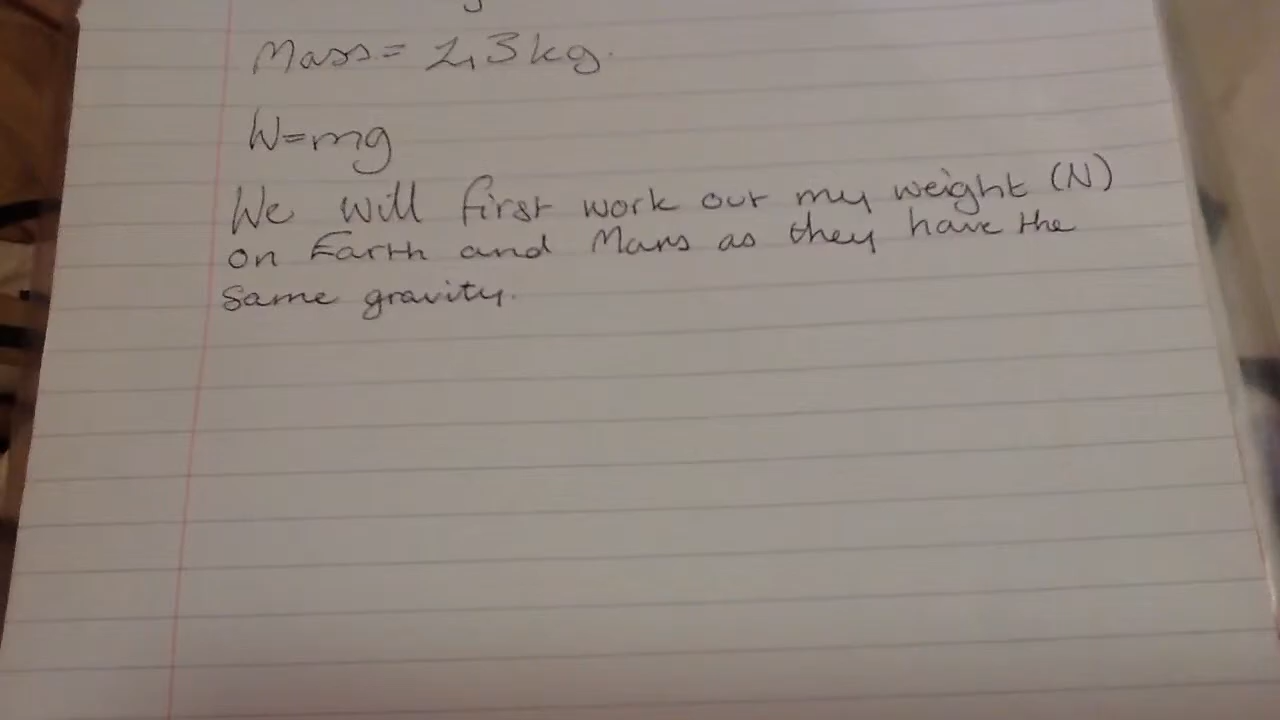 Mass = 2,3kg.
W=mg
We will first work out my weight (N)
on Earth and Mars as they have the
same gravity.